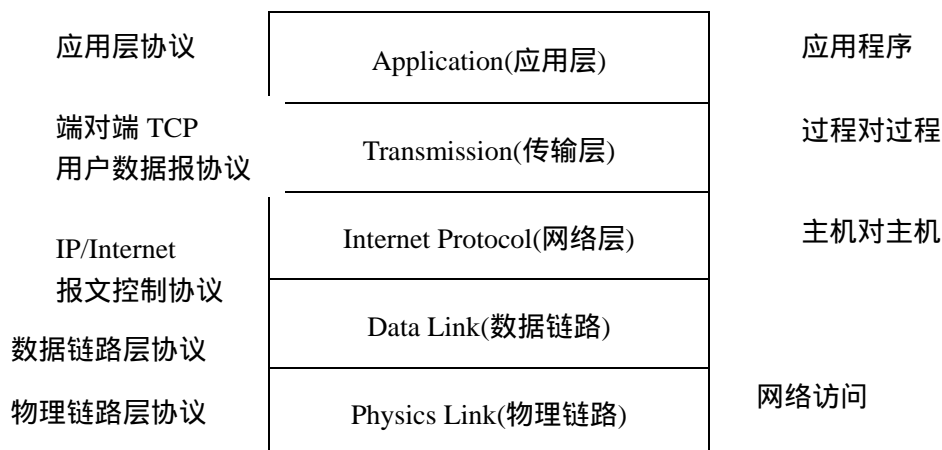 应用层协议
Application(应用层)
应用程序
端对端 TCP
用户数据报协议
Transmission(传输层)
过程对过程
IP/Internet
报文控制协议
Internet Protocol(网络层)
主机对主机
数据链路层协议
Data Link(数据链路)
物理链路层协议
Physics Link(物理链路)
网络访问